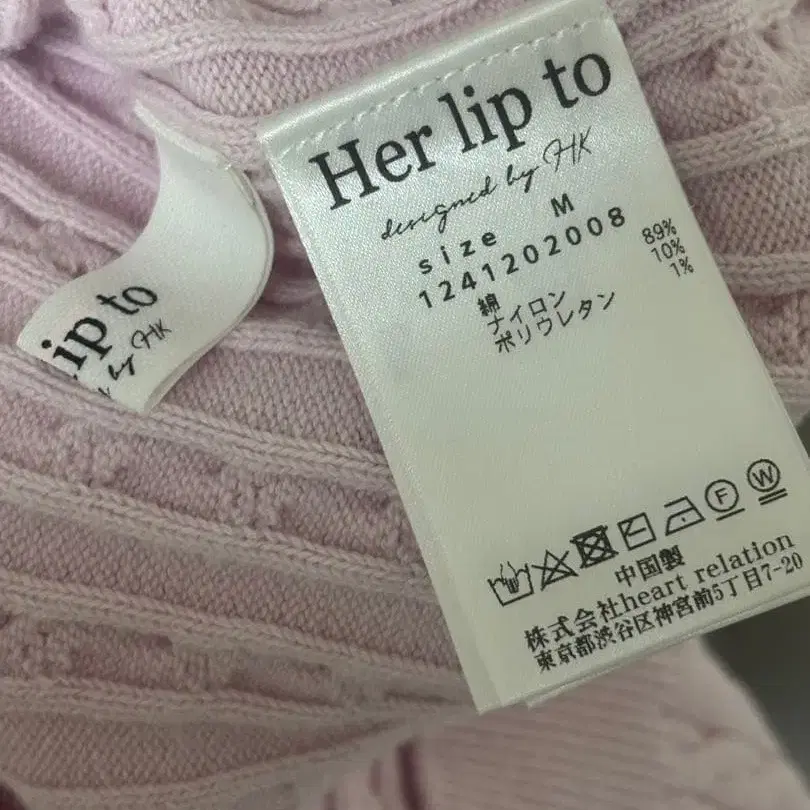 Her lip to
designed by HK
size M
1241202008
綿 89%
ナイロン 10%
ポリウレタン 1%
F W
中国製
株式会社heart relation
東京都渋谷区神宮前5丁目7-20
lip to
by HK